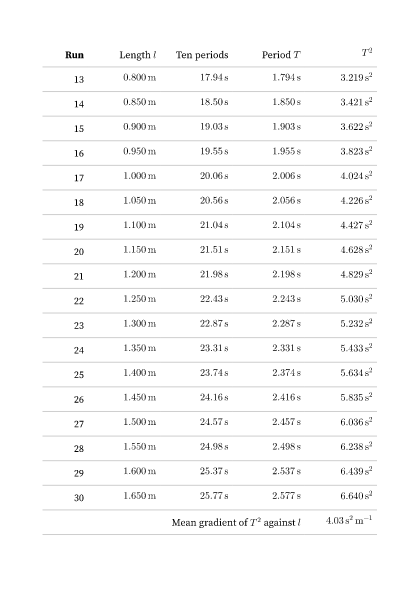 Run Length l Ten periods Period T T²
13 0.800 m 17.94 s 1.794 s 3.219 s²
14 0.850 m 18.50 s 1.850 s 3.421 s²
15 0.900 m 19.03 s 1.903 s 3.622 s²
16 0.950 m 19.55 s 1.955 s 3.823 s²
17 1.000 m 20.06 s 2.006 s 4.024 s²
18 1.050 m 20.56 s 2.056 s 4.226 s²
19 1.100 m 21.04 s 2.104 s 4.427 s²
20 1.150 m 21.51 s 2.151 s 4.628 s²
21 1.200 m 21.98 s 2.198 s 4.829 s²
22 1.250 m 22.43 s 2.243 s 5.030 s²
23 1.300 m 22.87 s 2.287 s 5.232 s²
24 1.350 m 23.31 s 2.331 s 5.433 s²
25 1.400 m 23.74 s 2.374 s 5.634 s²
26 1.450 m 24.16 s 2.416 s 5.835 s²
27 1.500 m 24.57 s 2.457 s 6.036 s²
28 1.550 m 24.98 s 2.498 s 6.238 s²
29 1.600 m 25.37 s 2.537 s 6.439 s²
30 1.650 m 25.77 s 2.577 s 6.640 s²
Mean gradient of T² against l 4.03 s² m⁻¹